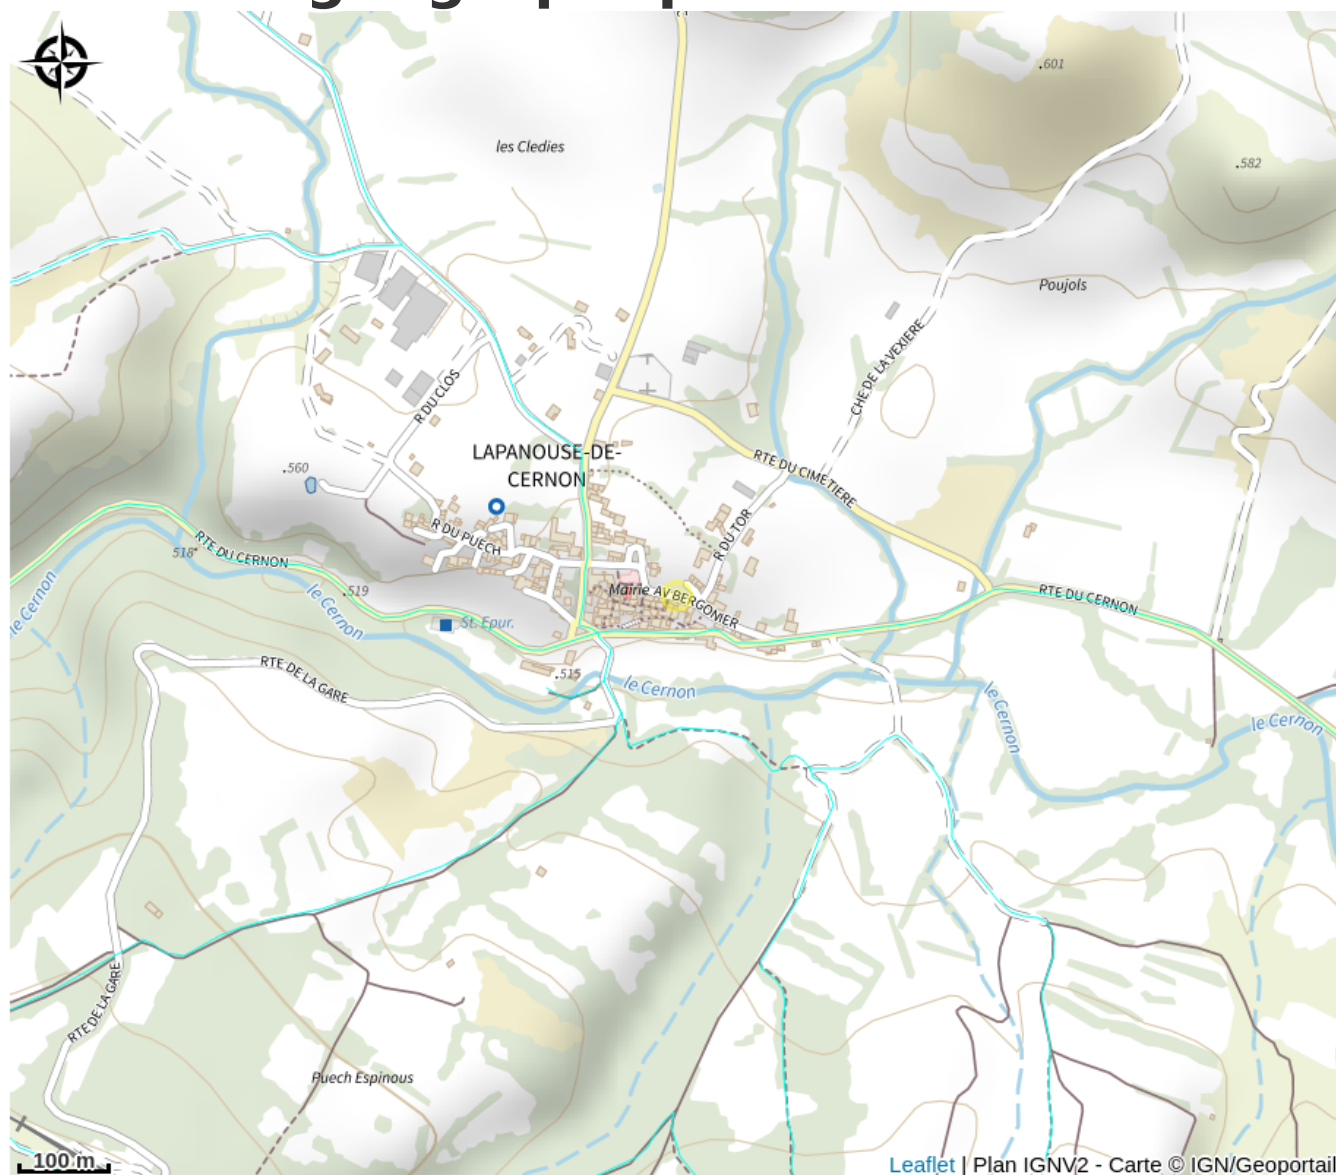 .601
les Cledies
.582
Poujols
CHE DE LA VEXIERE
R DU CLOS
LAPANOUSE-DE-
CERNON
.560
RTE DU CIMETIERE
R DU PUECH
R DU TOR
518
RTE DU CERNON
.519
le Cernon
le Cernon
Mairie
AV BERGONIER
RTE DU CERNON
St. Epur.
RTE DE LA GARE
.515
le Cernon
le Cernon
le Cernon
RTE DE LA GARE
Puech Espinous
100 m
Leaflet | Plan IGNV2 - Carte © IGN/Geoportail